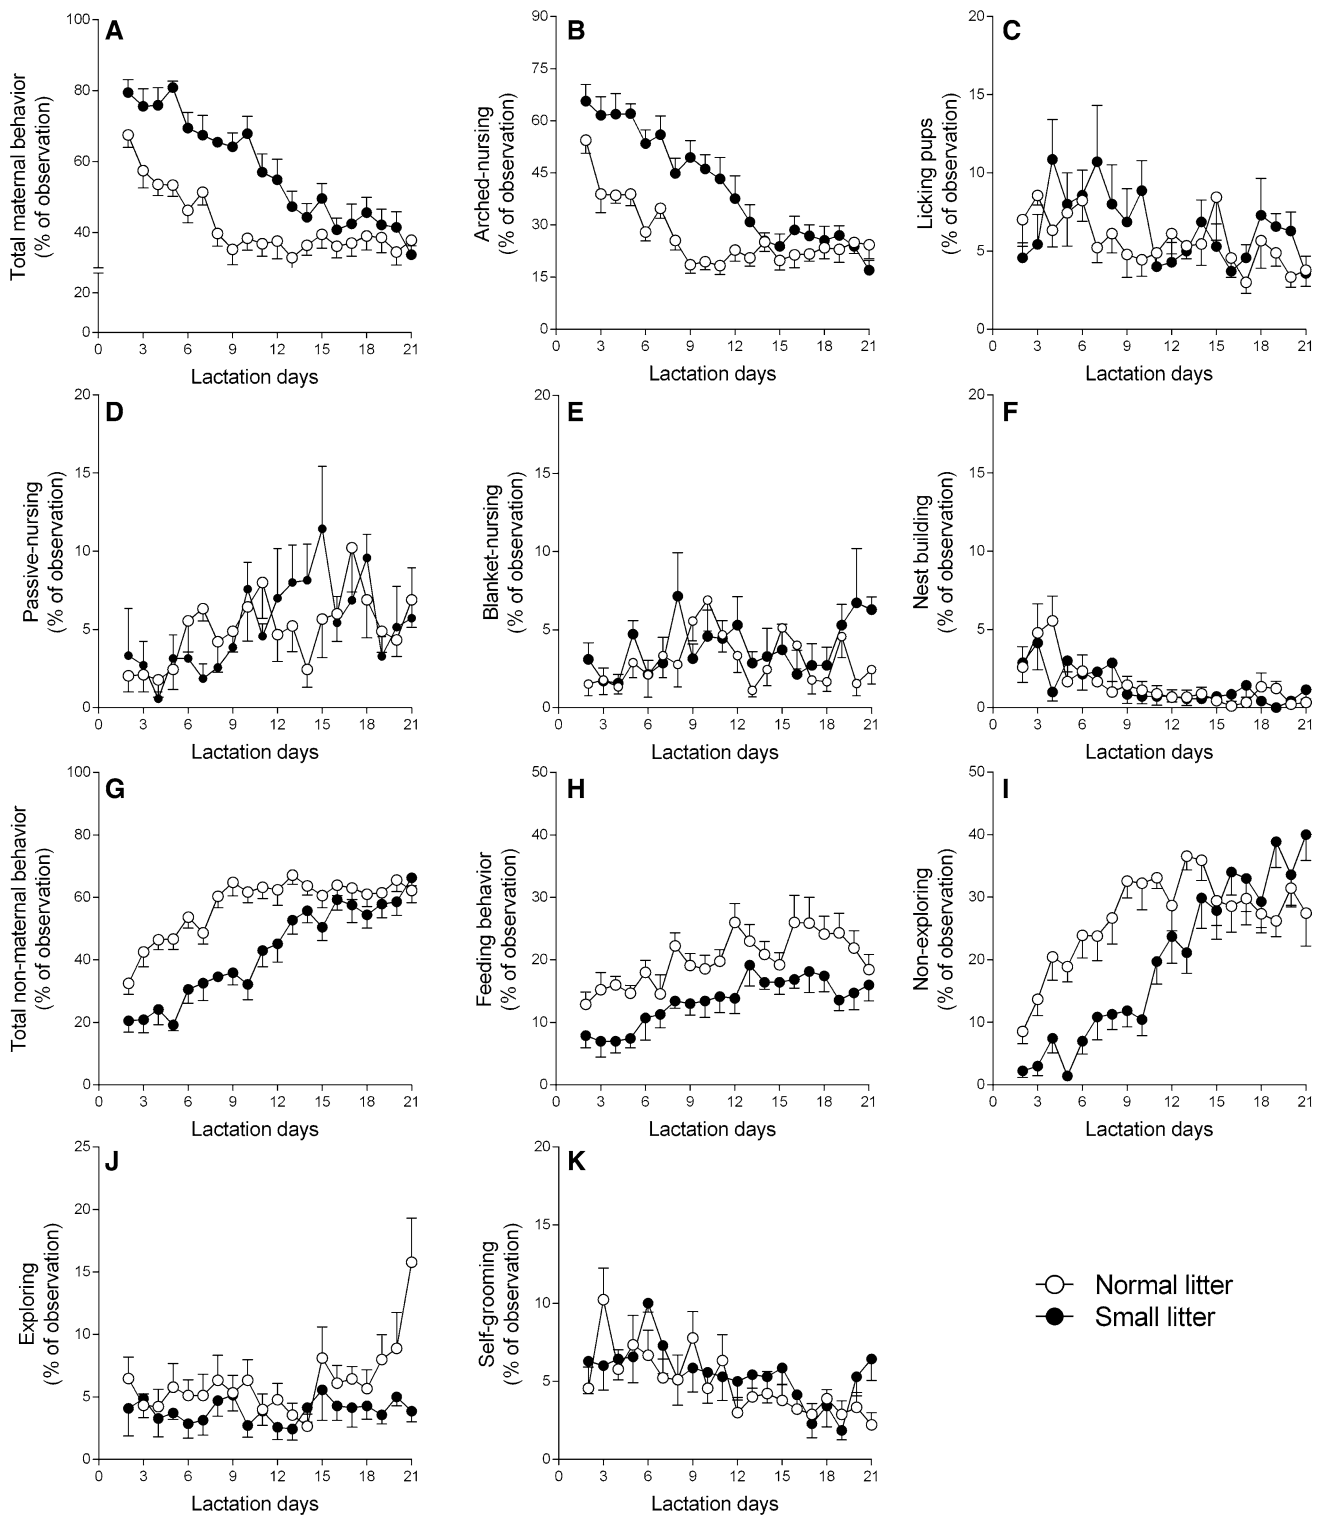 A
Total maternal behavior
(% of observation)
100
80
60
40
20
0
0 3 6 9 12 15 18 21
Lactation days
B
Arched-nursing
(% of observation)
90
75
60
45
30
15
0
0 3 6 9 12 15 18 21
Lactation days
C
Licking pups
(% of observation)
20
15
10
5
0
0 3 6 9 12 15 18 21
Lactation days
D
Passive-nursing
(% of observation)
20
15
10
5
0
0 3 6 9 12 15 18 21
Lactation days
E
Blanket-nursing
(% of observation)
20
15
10
5
0
0 3 6 9 12 15 18 21
Lactation days
F
Nest building
(% of observation)
20
15
10
5
0
0 3 6 9 12 15 18 21
Lactation days
G
Total non-maternal behavior
(% of observation)
100
80
60
40
20
0
0 3 6 9 12 15 18 21
Lactation days
H
Feeding behavior
(% of observation)
50
40
30
20
10
0
0 3 6 9 12 15 18 21
Lactation days
I
Non-exploring
(% of observation)
50
40
30
20
10
0
0 3 6 9 12 15 18 21
Lactation days
J
Exploring
(% of observation)
25
20
15
10
5
0
0 3 6 9 12 15 18 21
Lactation days
K
Self-grooming
(% of observation)
20
15
10
5
0
0 3 6 9 12 15 18 21
Lactation days
Normal litter
Small litter